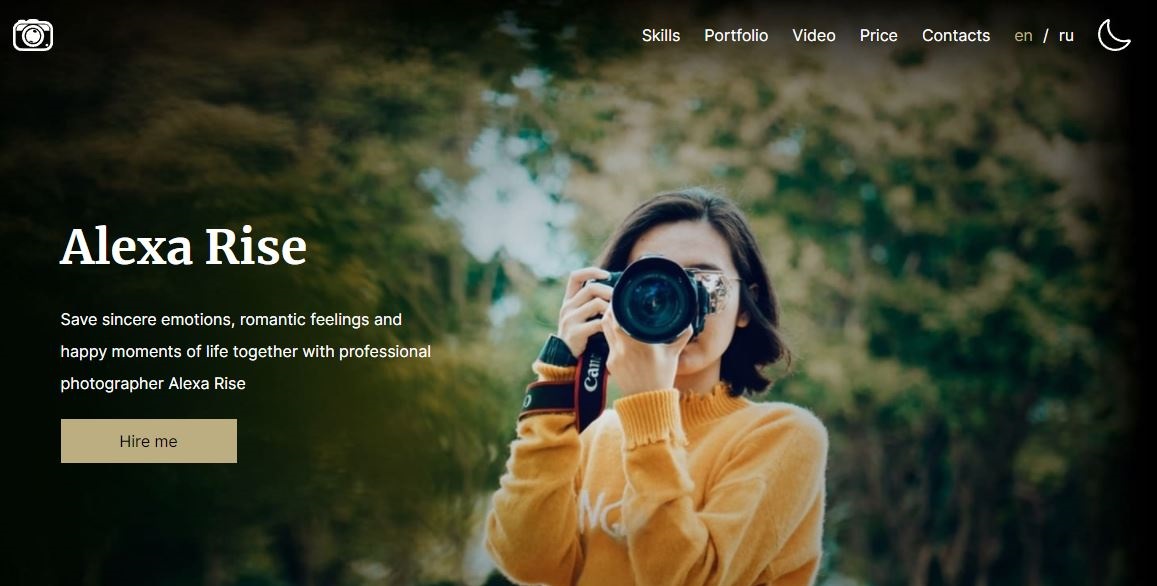 Skills Portfolio Video Price Contacts en / ru
Alexa Rise
Save sincere emotions, romantic feelings and
happy moments of life together with professional
photographer Alexa Rise
Hire me